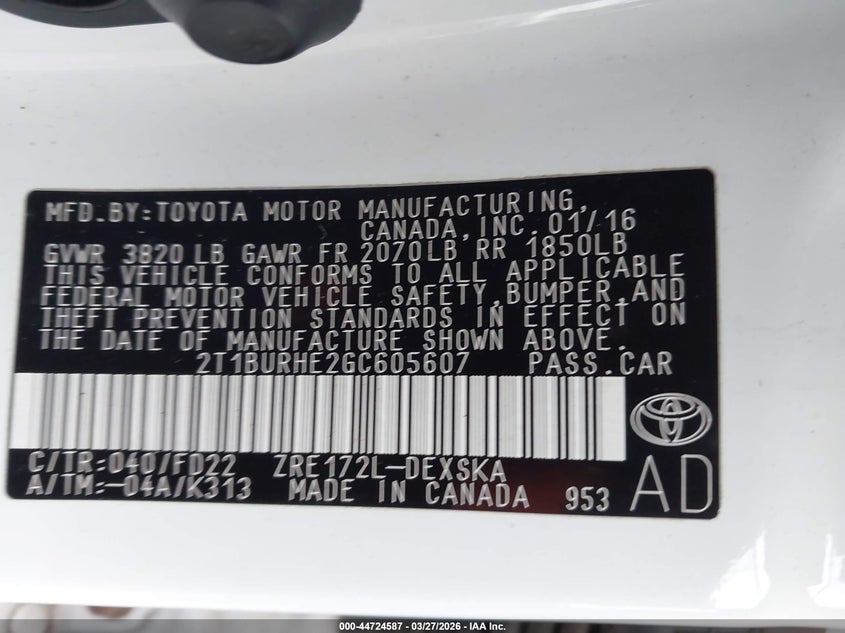 MFD.BY:TOYOTA MOTOR MANUFACTURING,
CANADA,INC. 01/16
GVWR 3820 LB GAWR FR 2070LB RR 1850LB
THIS VEHICLE CONFORMS TO ALL APPLICABLE
FEDERAL MOTOR VEHICLE SAFETY,BUMPER,AND
THEFT PREVENTION STANDARDS IN EFFECT ON
THE DATE OF MANUFACTURE SHOWN ABOVE.
2T1BURHE2GC605607 PASS.CAR
C/TR:040/FD22 ZRE172L-DEXSKA
A/TM:-04A/K313 MADE IN CANADA 953 AD
000-44724587 | 03/27/2026 - IAA Inc.